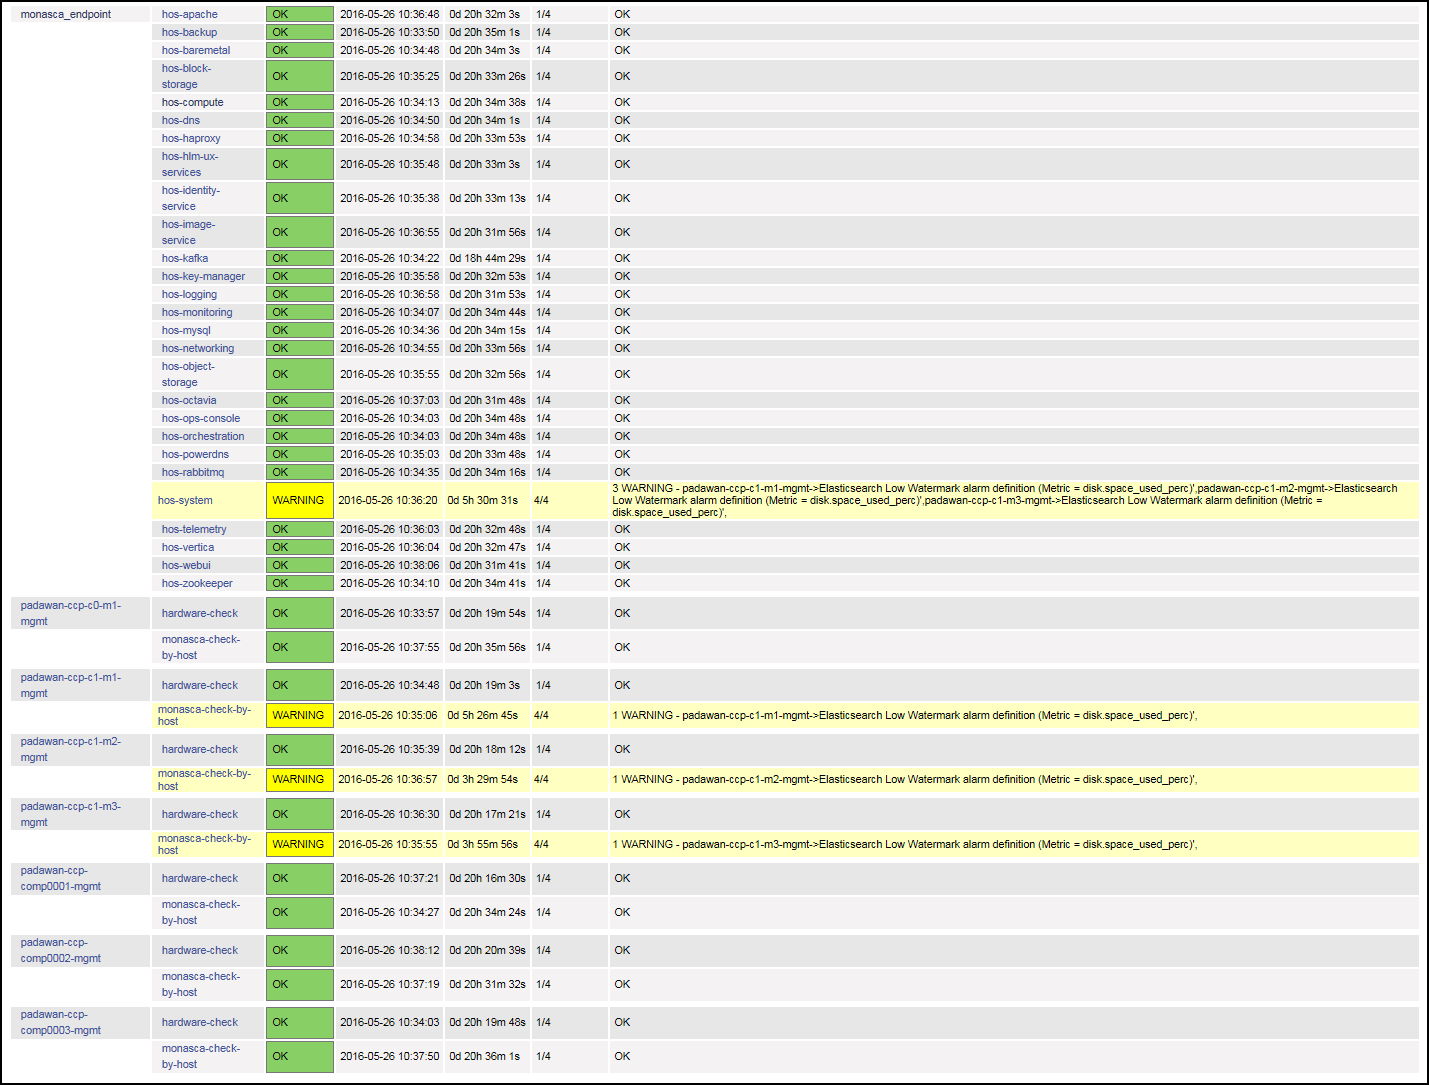 monasca_endpoint hos-apache OK 2016-05-26 10:36:48 0d 20h 32m 3s 1/4 OK
hos-backup OK 2016-05-26 10:33:50 0d 20h 35m 1s 1/4 OK
hos-baremetal OK 2016-05-26 10:34:48 0d 20h 34m 3s 1/4 OK
hos-block-
storage OK 2016-05-26 10:35:25 0d 20h 33m 26s 1/4 OK
hos-compute OK 2016-05-26 10:34:13 0d 20h 34m 38s 1/4 OK
hos-dns OK 2016-05-26 10:34:50 0d 20h 34m 1s 1/4 OK
hos-haproxy OK 2016-05-26 10:34:58 0d 20h 33m 53s 1/4 OK
hos-hlm-ux-
services OK 2016-05-26 10:35:48 0d 20h 33m 3s 1/4 OK
hos-identity-
service OK 2016-05-26 10:35:38 0d 20h 33m 13s 1/4 OK
hos-image-
service OK 2016-05-26 10:36:55 0d 20h 31m 56s 1/4 OK
hos-kafka OK 2016-05-26 10:34:22 0d 18h 44m 29s 1/4 OK
hos-key-manager OK 2016-05-26 10:35:58 0d 20h 32m 53s 1/4 OK
hos-logging OK 2016-05-26 10:36:58 0d 20h 31m 53s 1/4 OK
hos-monitoring OK 2016-05-26 10:34:07 0d 20h 34m 44s 1/4 OK
hos-mysql OK 2016-05-26 10:34:36 0d 20h 34m 15s 1/4 OK
hos-networking OK 2016-05-26 10:34:55 0d 20h 33m 56s 1/4 OK
hos-object-
storage OK 2016-05-26 10:35:55 0d 20h 32m 56s 1/4 OK
hos-octavia OK 2016-05-26 10:37:03 0d 20h 31m 48s 1/4 OK
hos-ops-console OK 2016-05-26 10:34:03 0d 20h 34m 48s 1/4 OK
hos-orchestration OK 2016-05-26 10:34:03 0d 20h 34m 48s 1/4 OK
hos-powerdns OK 2016-05-26 10:35:03 0d 20h 33m 48s 1/4 OK
hos-rabbitmq OK 2016-05-26 10:34:35 0d 20h 34m 16s 1/4 OK
hos-system WARNING 2016-05-26 10:36:20 0d 5h 30m 31s 4/4 3 WARNING - padawan-ccp-c1-m1-mgmt->Elasticsearch Low Watermark alarm definition (Metric = disk.space_used_perc)',padawan-ccp-c1-m2-mgmt->Elasticsearch
Low Watermark alarm definition (Metric = disk.space_used_perc)',padawan-ccp-c1-m3-mgmt->Elasticsearch Low Watermark alarm definition (Metric =
disk.space_used_perc)',
hos-telemetry OK 2016-05-26 10:36:03 0d 20h 32m 48s 1/4 OK
hos-vertica OK 2016-05-26 10:36:04 0d 20h 32m 47s 1/4 OK
hos-webui OK 2016-05-26 10:38:06 0d 20h 31m 41s 1/4 OK
hos-zookeeper OK 2016-05-26 10:34:10 0d 20h 34m 41s 1/4 OK
padawan-ccp-c0-m1-
mgmt hardware-check OK 2016-05-26 10:33:57 0d 20h 19m 54s 1/4 OK
monasca-check-
by-host OK 2016-05-26 10:37:55 0d 20h 35m 56s 1/4 OK
padawan-ccp-c1-m1-
mgmt hardware-check OK 2016-05-26 10:34:48 0d 20h 19m 3s 1/4 OK
monasca-check-by-
host WARNING 2016-05-26 10:35:06 0d 5h 26m 45s 4/4 1 WARNING - padawan-ccp-c1-m1-mgmt->Elasticsearch Low Watermark alarm definition (Metric = disk.space_used_perc)',
padawan-ccp-c1-m2-
mgmt hardware-check OK 2016-05-26 10:35:39 0d 20h 18m 12s 1/4 OK
monasca-check-by-
host WARNING 2016-05-26 10:36:57 0d 3h 29m 54s 4/4 1 WARNING - padawan-ccp-c1-m2-mgmt->Elasticsearch Low Watermark alarm definition (Metric = disk.space_used_perc)',
padawan-ccp-c1-m3-
mgmt hardware-check OK 2016-05-26 10:36:30 0d 20h 17m 21s 1/4 OK
monasca-check-by-
host WARNING 2016-05-26 10:35:55 0d 3h 55m 56s 4/4 1 WARNING - padawan-ccp-c1-m3-mgmt->Elasticsearch Low Watermark alarm definition (Metric = disk.space_used_perc)',
padawan-ccp-
comp0001-mgmt hardware-check OK 2016-05-26 10:37:21 0d 20h 16m 30s 1/4 OK
monasca-check-
by-host OK 2016-05-26 10:34:27 0d 20h 34m 24s 1/4 OK
padawan-ccp-
comp0002-mgmt hardware-check OK 2016-05-26 10:38:12 0d 20h 20m 39s 1/4 OK
monasca-check-
by-host OK 2016-05-26 10:37:19 0d 20h 31m 32s 1/4 OK
padawan-ccp-
comp0003-mgmt hardware-check OK 2016-05-26 10:34:03 0d 20h 19m 48s 1/4 OK
monasca-check-
by-host OK 2016-05-26 10:37:50 0d 20h 36m 1s 1/4 OK